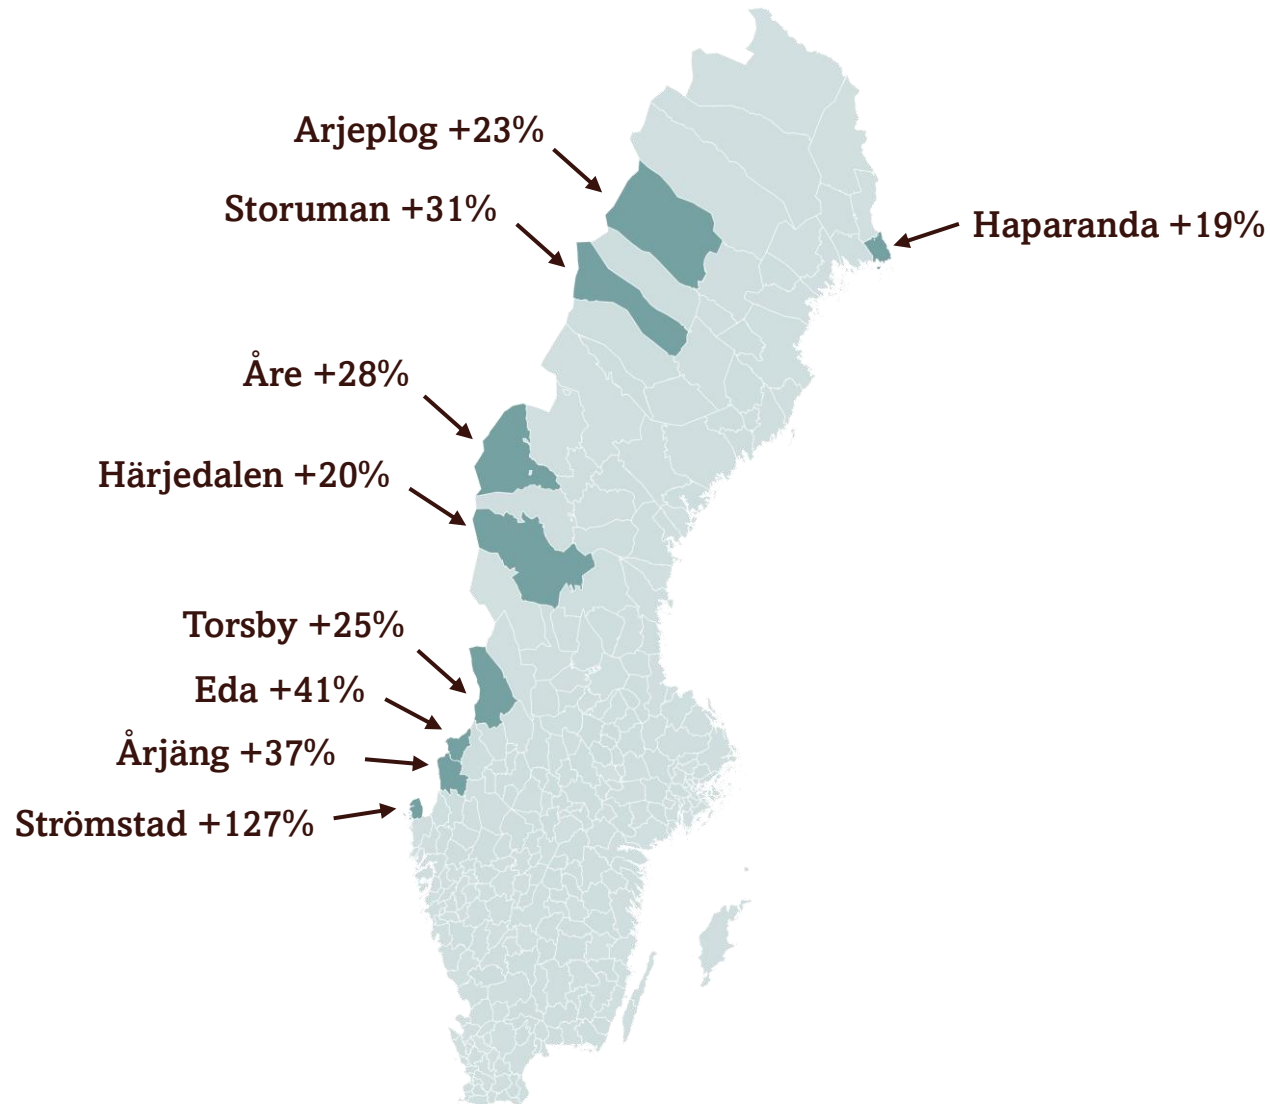 Arjeplog +23%
Storuman +31%
Haparanda +19%
Åre +28%
Härjedalen +20%
Torsby +25%
Eda +41%
Årjäng +37%
Strömstad +127%